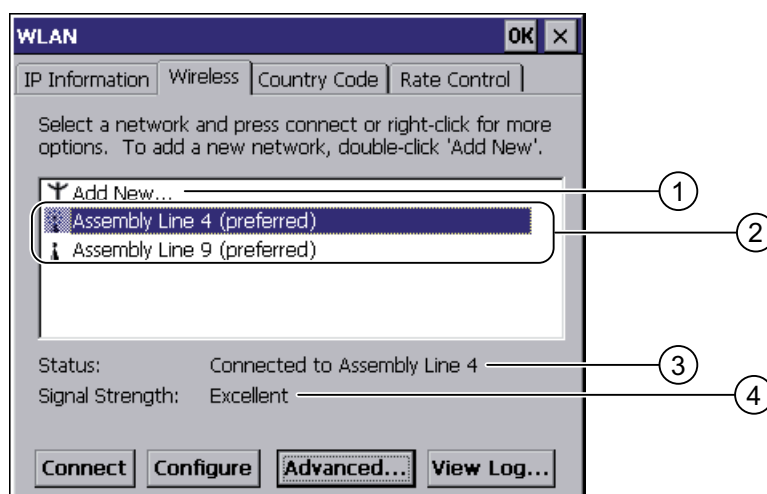 WLAN OK ×
IP Information Wireless Country Code Rate Control
Select a network and press connect or right-click for more
options. To add a new network, double-click 'Add New'.
Add New... 1
Assembly Line 4 (preferred) 2
Assembly Line 9 (preferred)
Status: Connected to Assembly Line 4 3
Signal Strength: Excellent 4
Connect Configure Advanced... View Log...